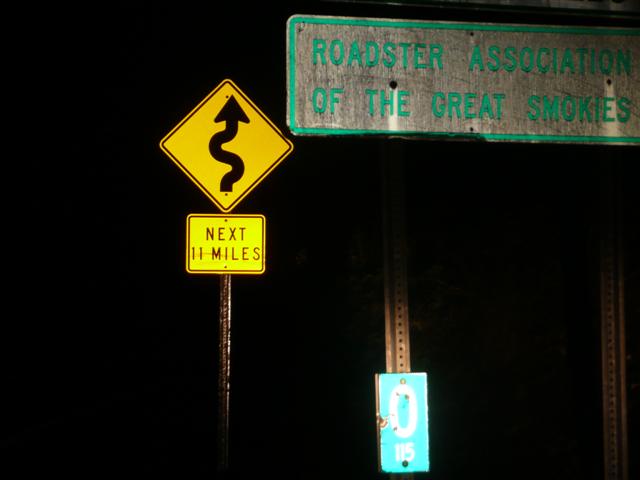 ROADSTER ASSOCIATION
OF THE GREAT SMOKIES
NEXT
11 MILES
0
115